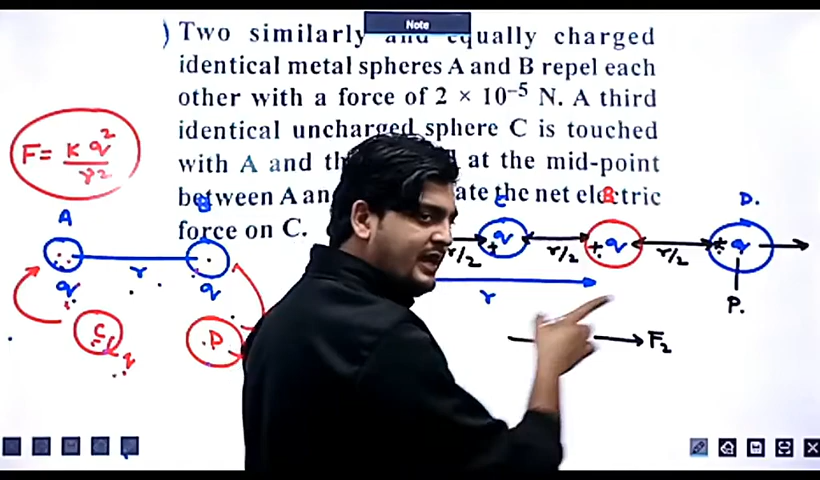 Note
) Two similarly and equally charged
identical metal spheres A and B repel each
other with a force of 2 × 10⁻⁵ N. A third
identical uncharged sphere C is touched
with A and th at the mid-point
between A an ate the net electric
force on C.
F = K q² / r²
A B
r
q q
C q
D
C B D.
q + q q
r/2 r/2 r/2
r
P.
F₂